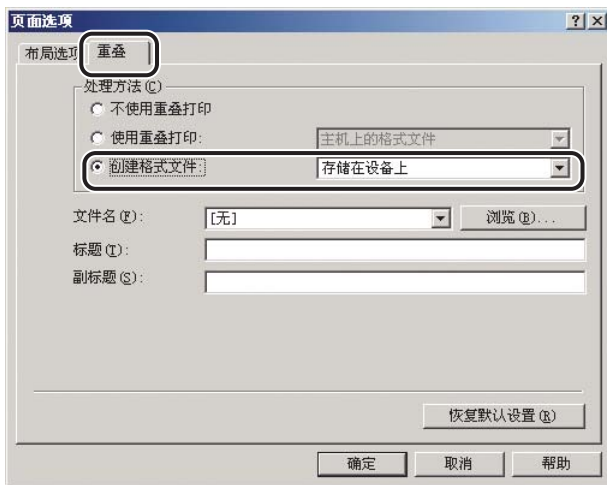 页面选项
布局选项 重叠
处理方法(C)
不使用重叠打印
使用重叠打印: 主机上的格式文件
创建格式文件: 存储在设备上
文件名(F): [无] 浏览(B)...
标题(T):
副标题(S):
恢复默认设置(R)
确定 取消 帮助